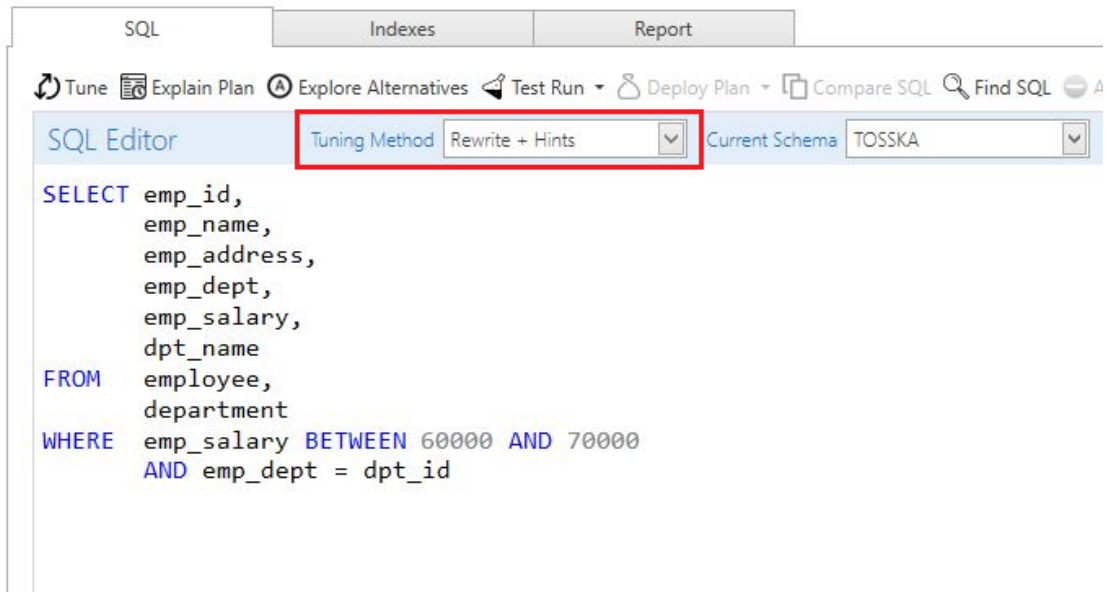 SQL Indexes Report
Tune Explain Plan Explore Alternatives Test Run Deploy Plan Compare SQL Find SQL A
SQL Editor Tuning Method Rewrite + Hints Current Schema TOSSKA
SELECT emp_id,
emp_name,
emp_address,
emp_dept,
emp_salary,
dpt_name
FROM employee,
department
WHERE emp_salary BETWEEN 60000 AND 70000
AND emp_dept = dpt_id